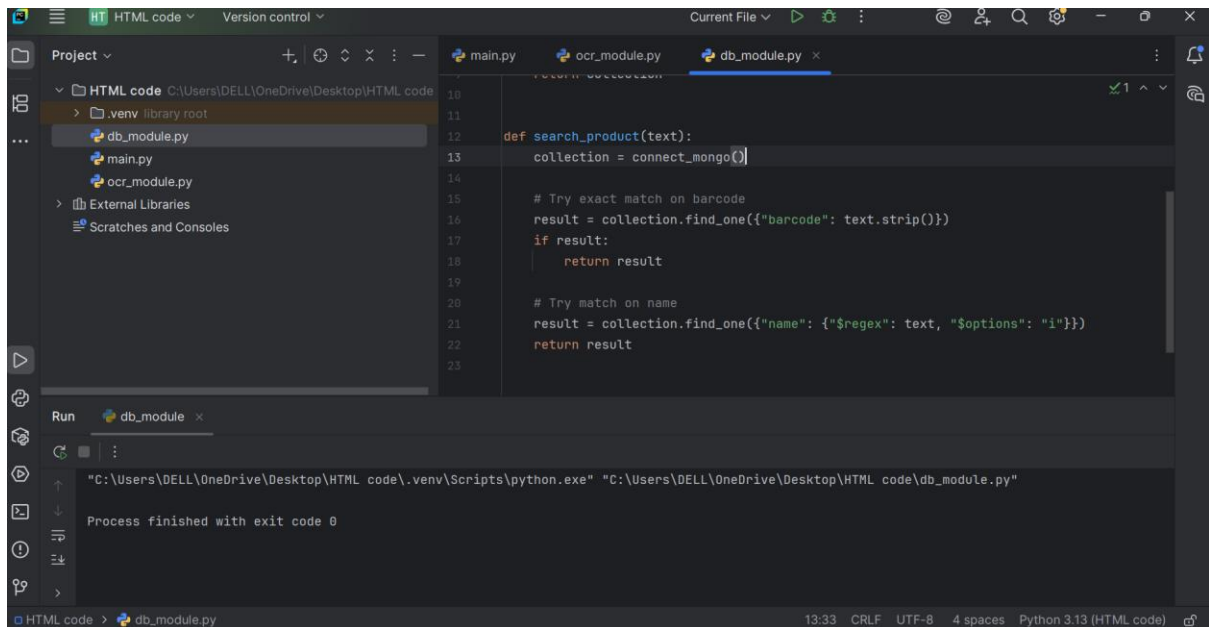 HT HTML code Version control Current File
Project
main.py ocr_module.py db_module.py
HTML code C:\Users\DELL\OneDrive\Desktop\HTML code
.venv library root
db_module.py
main.py
ocr_module.py
External Libraries
Scratches and Consoles
1
10
11
12 def search_product(text):
13 collection = connect_mongo()
14
15 # Try exact match on barcode
16 result = collection.find_one({"barcode": text.strip()})
17 if result:
18 return result
19
20 # Try match on name
21 result = collection.find_one({"name": {"$regex": text, "$options": "i"}})
22 return result
23
Run db_module
"C:\Users\DELL\OneDrive\Desktop\HTML code\.venv\Scripts\python.exe" "C:\Users\DELL\OneDrive\Desktop\HTML code\db_module.py"
Process finished with exit code 0
HTML code > db_module.py 13:33 CRLF UTF-8 4 spaces Python 3.13 (HTML code)